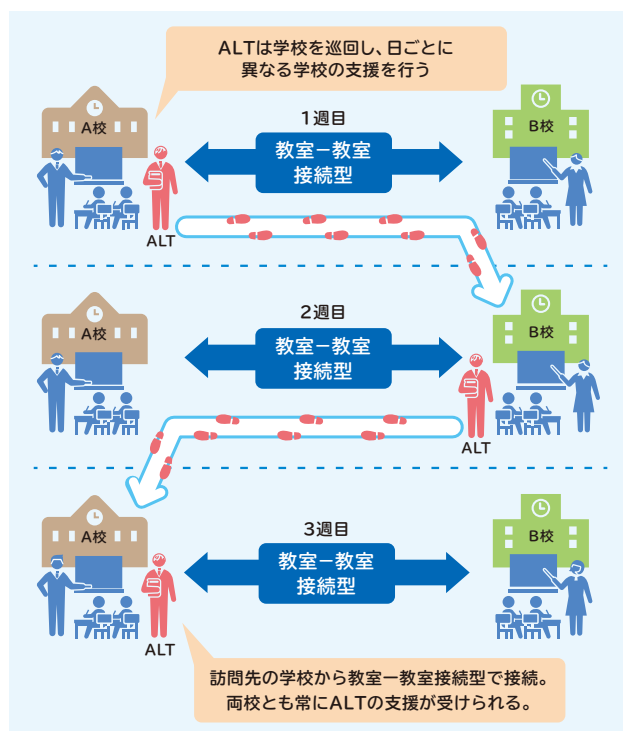 ALTは学校を巡回し、日ごとに
異なる学校の支援を行う
A校
1週目
B校
教室－教室
接続型
ALT
A校
2週目
B校
教室－教室
接続型
ALT
A校
3週目
B校
教室－教室
接続型
ALT
訪問先の学校から教室ー教室接続型で接続。
両校とも常にALTの支援が受けられる。